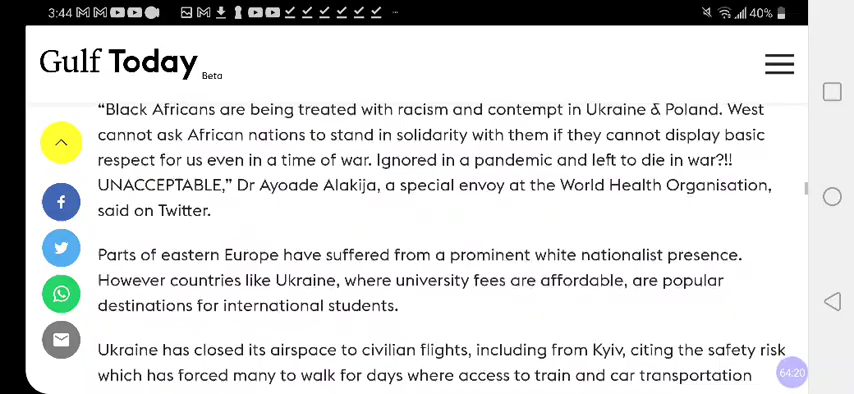 3:44
40%
Gulf Today
Beta
“Black Africans are being treated with racism and contempt in Ukraine & Poland. West
cannot ask African nations to stand in solidarity with them if they cannot display basic
respect for us even in a time of war. Ignored in a pandemic and left to die in war?!!
UNACCEPTABLE,” Dr Ayoade Alakija, a special envoy at the World Health Organisation,
said on Twitter.
Parts of eastern Europe have suffered from a prominent white nationalist presence.
However countries like Ukraine, where university fees are affordable, are popular
destinations for international students.
Ukraine has closed its airspace to civilian flights, including from Kyiv, citing the safety risk
which has forced many to walk for days where access to train and car transportation
64:20